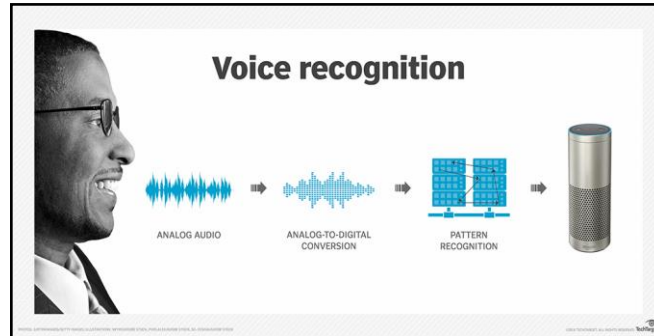 Voice recognition
ANALOG AUDIO
ANALOG-TO-DIGITAL
CONVERSION
PATTERN
RECOGNITION